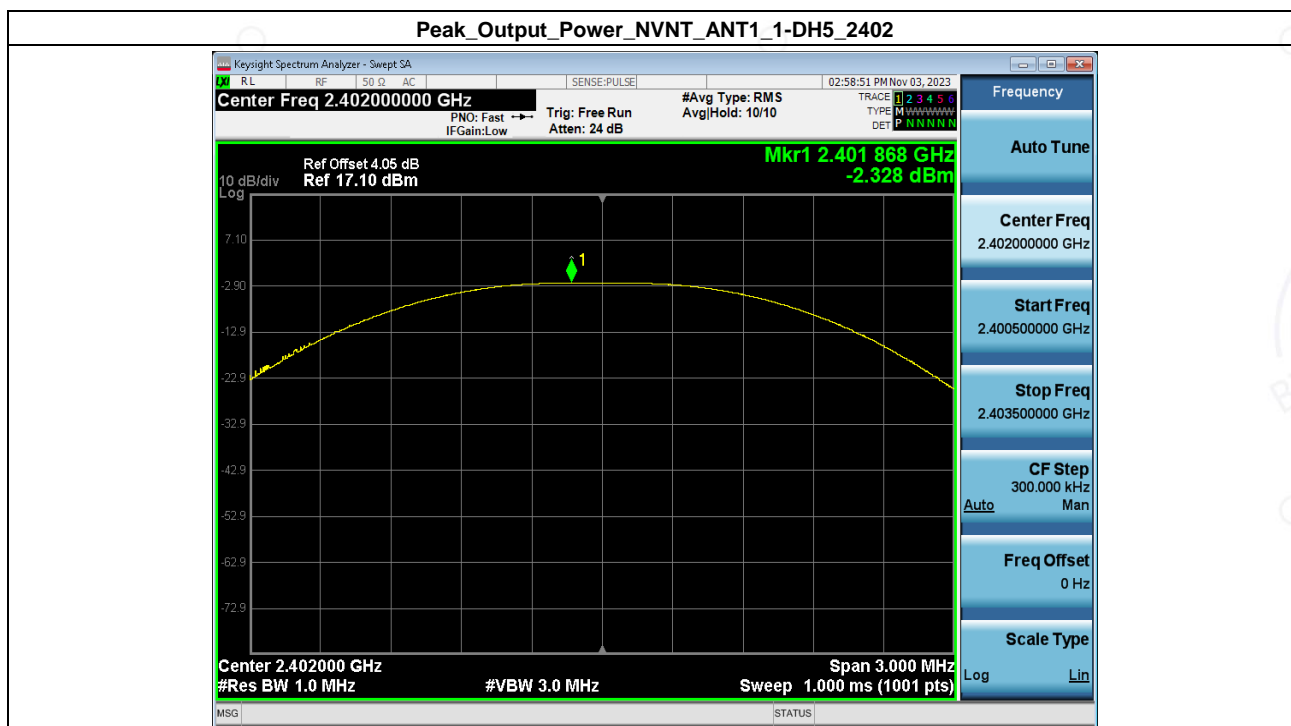 Peak_Output_Power_NVNT_ANT1_1-DH5_2402
Keysight Spectrum Analyzer - Swept SA
LXI RL RF 50 Ω AC SENSE:PULSE 02:58:51 PM Nov 03, 2023
Center Freq 2.402000000 GHz
PNO: Fast
IFGain:Low
Trig: Free Run
Atten: 24 dB
#Avg Type: RMS
Avg|Hold: 10/10
TRACE 1 2 3 4 5 6
TYPE M WWWWW
DET P N N N N N
Ref Offset 4.05 dB
10 dB/div Ref 17.10 dBm
Log
Mkr1 2.401 868 GHz
-2.328 dBm
7.10
1
-2.90
-12.9
-22.9
-32.9
-42.9
-52.9
-62.9
-72.9
Center 2.402000 GHz Span 3.000 MHz
#Res BW 1.0 MHz #VBW 3.0 MHz Sweep 1.000 ms (1001 pts)
MSG STATUS
Frequency
Auto Tune
Center Freq
2.402000000 GHz
Start Freq
2.400500000 GHz
Stop Freq
2.403500000 GHz
CF Step
300.000 kHz
Auto Man
Freq Offset
0 Hz
Scale Type
Log Lin